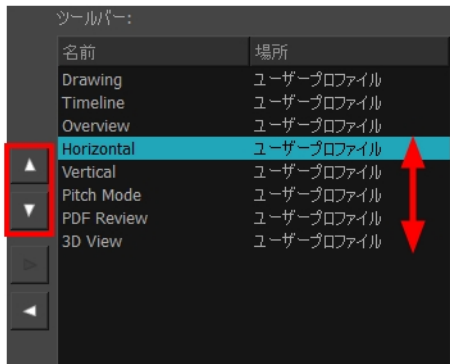 ツールバー:
名前 場所
Drawing ユーザープロファイル
Timeline ユーザープロファイル
Overview ユーザープロファイル
Horizontal ユーザープロファイル
Vertical ユーザープロファイル
Pitch Mode ユーザープロファイル
PDF Review ユーザープロファイル
3D View ユーザープロファイル